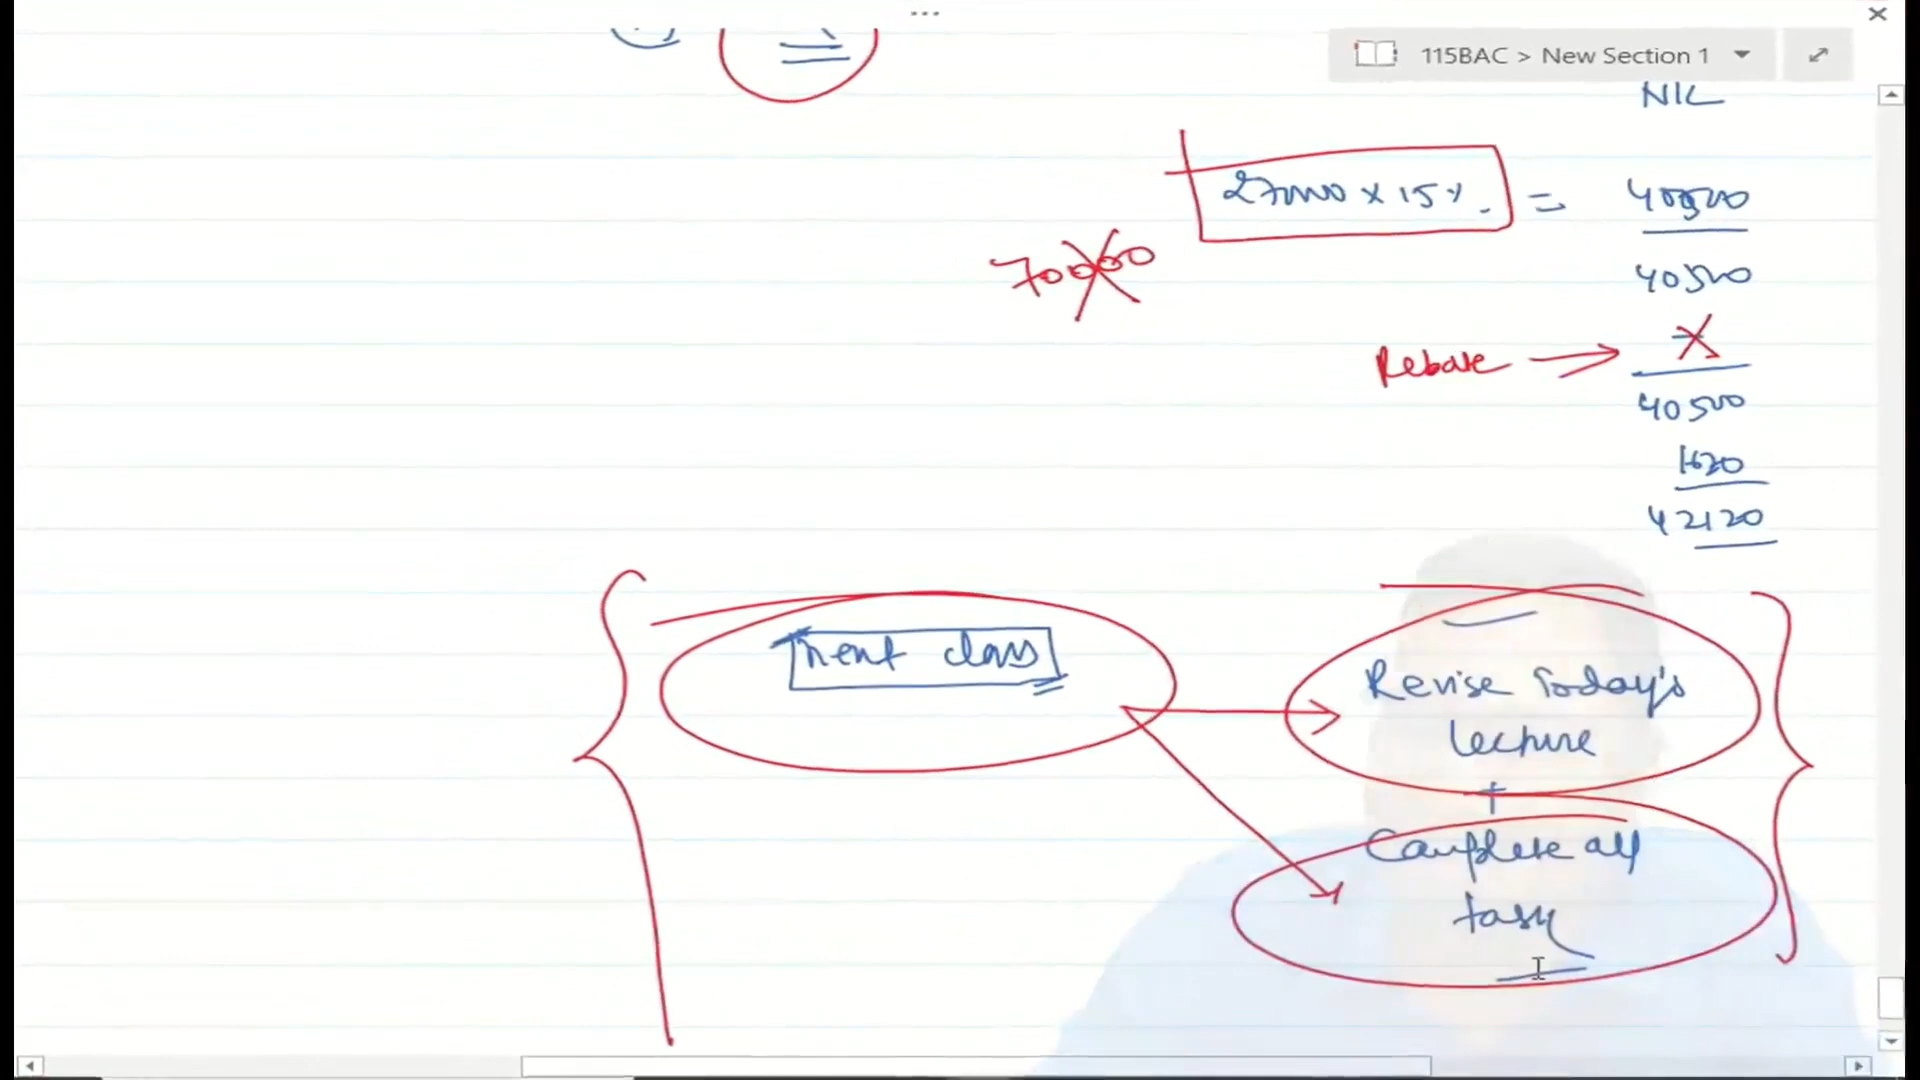 115BAC > New Section 1
NIL
270000 x 15% = 40500
70000
40500
Rebate → X
40500
1620
42120
next class
Revise Today's
lecture
+
Complete all
task